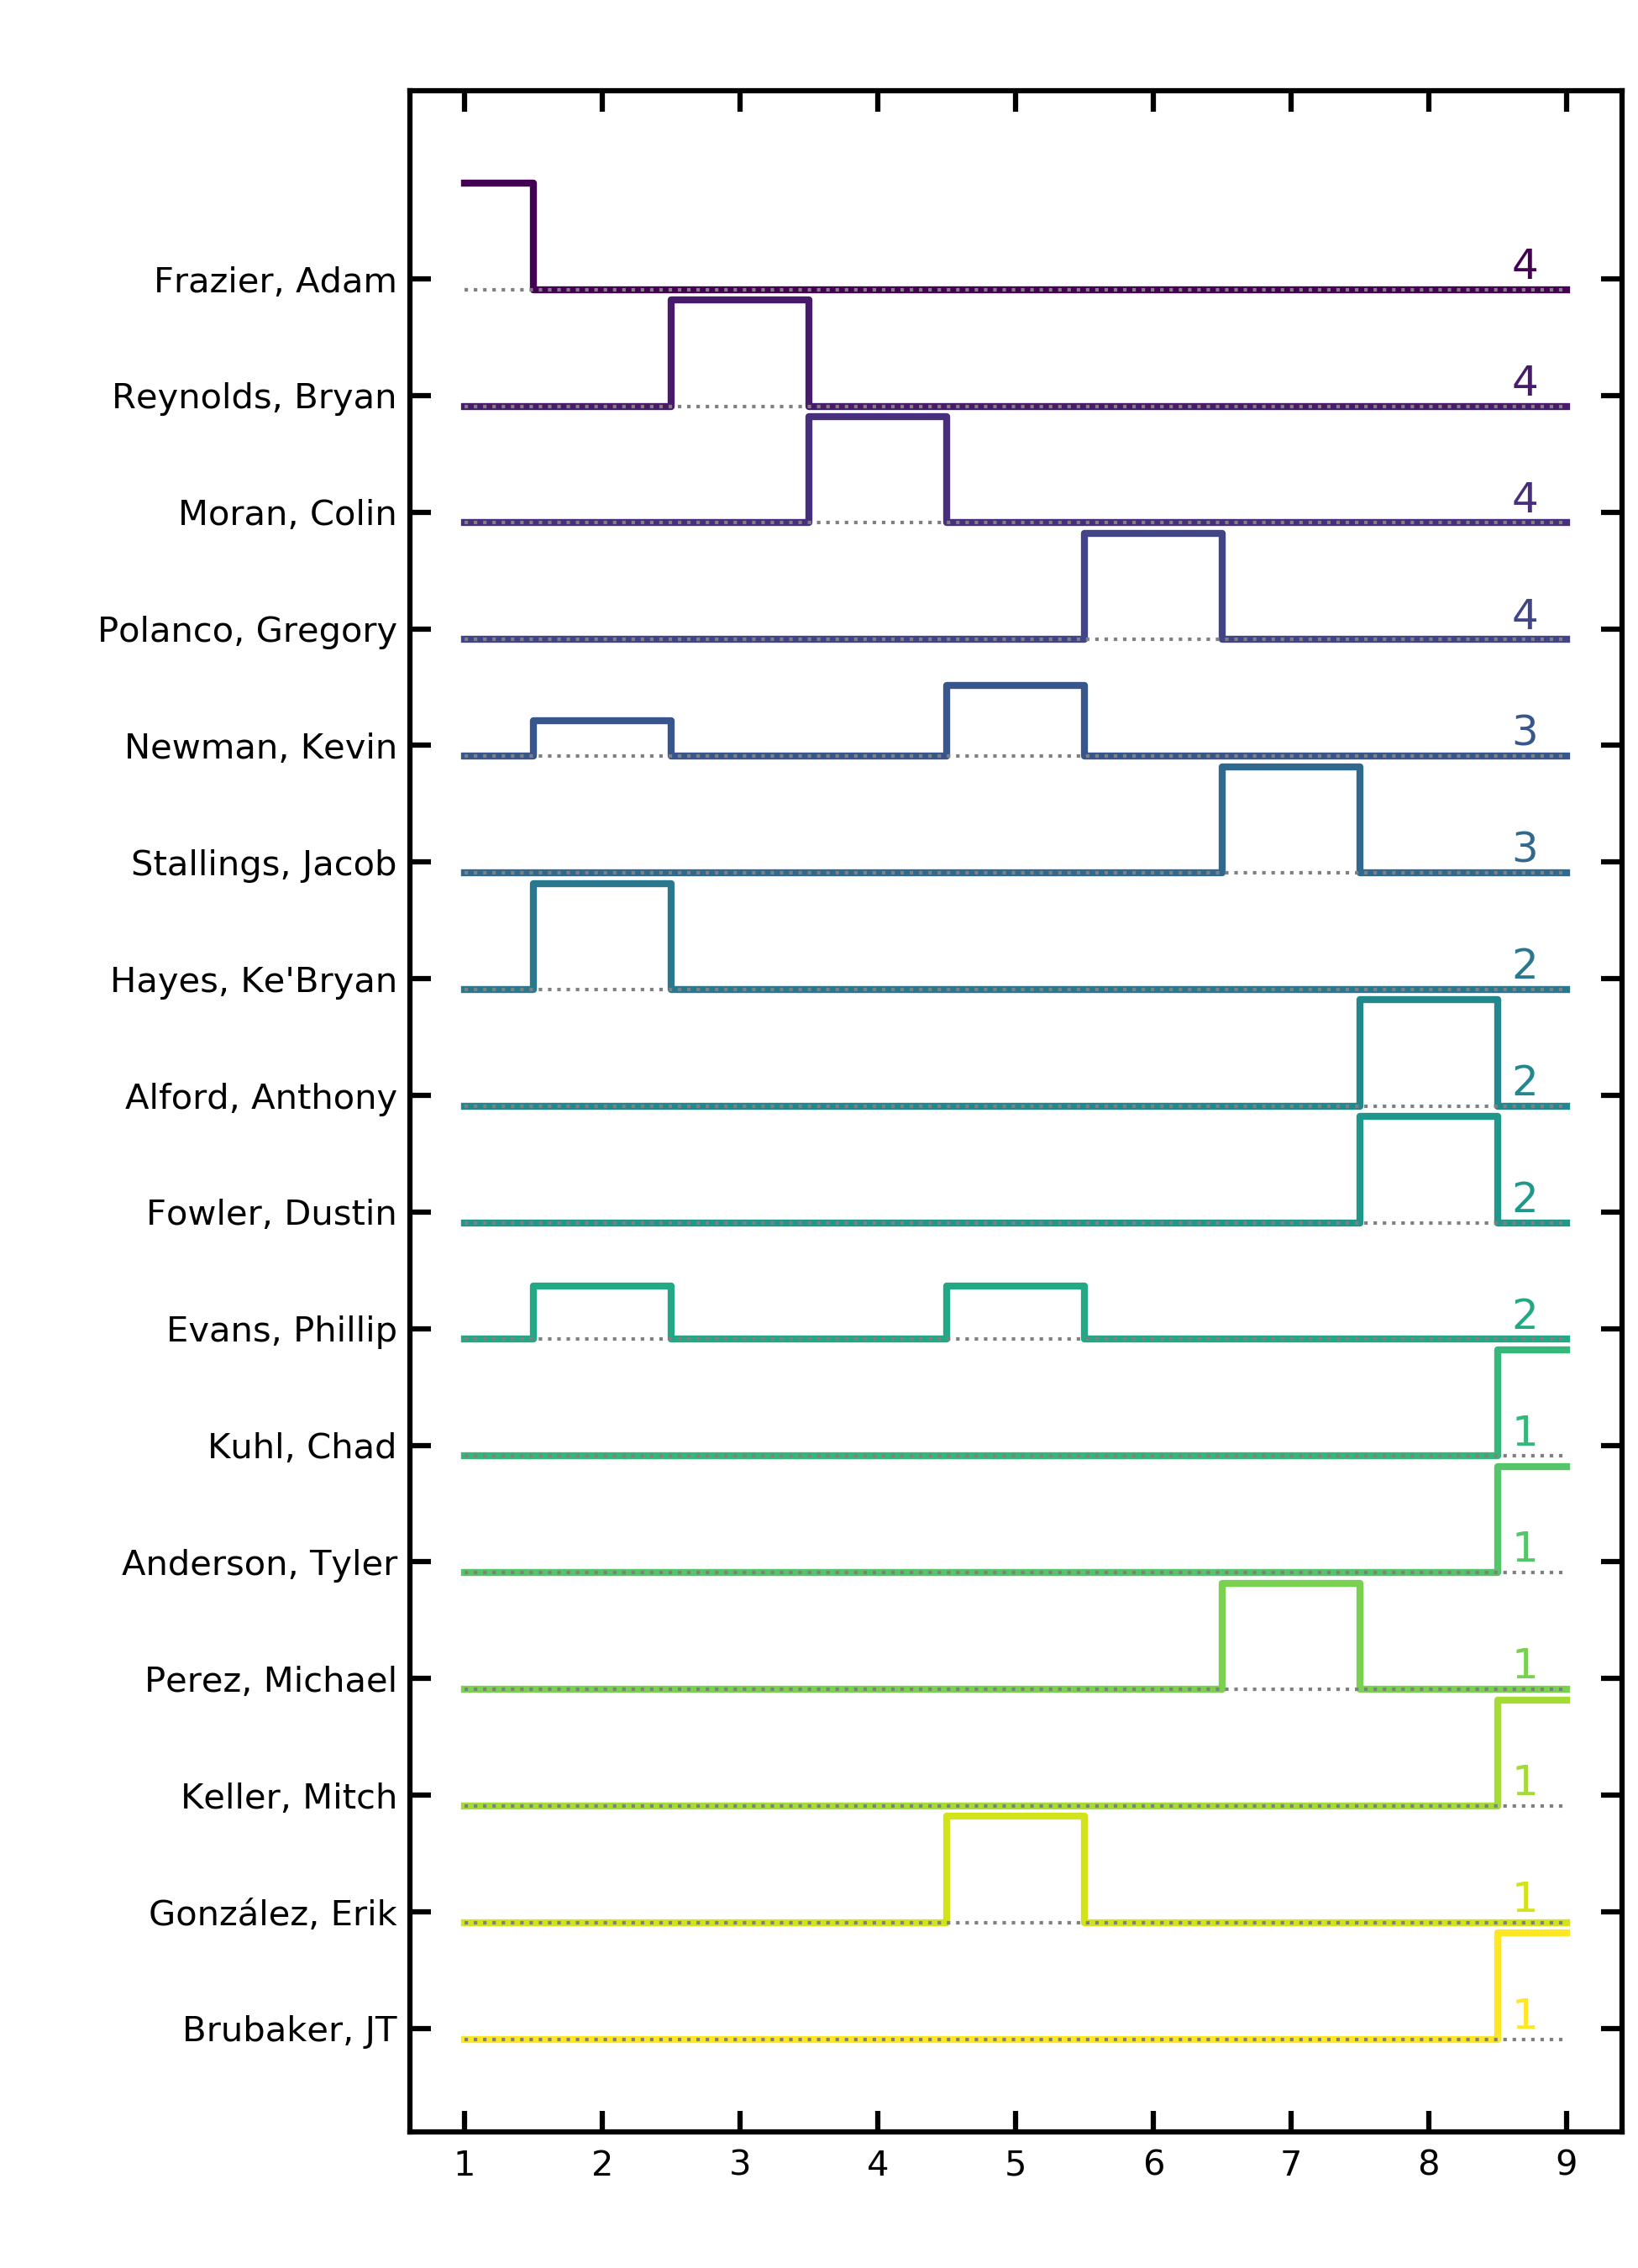 Frazier, Adam 4
Reynolds, Bryan 4
Moran, Colin 4
Polanco, Gregory 4
Newman, Kevin 3
Stallings, Jacob 3
Hayes, Ke'Bryan 2
Alford, Anthony 2
Fowler, Dustin 2
Evans, Phillip 2
Kuhl, Chad 1
Anderson, Tyler 1
Perez, Michael 1
Keller, Mitch 1
González, Erik 1
Brubaker, JT 1
1 2 3 4 5 6 7 8 9